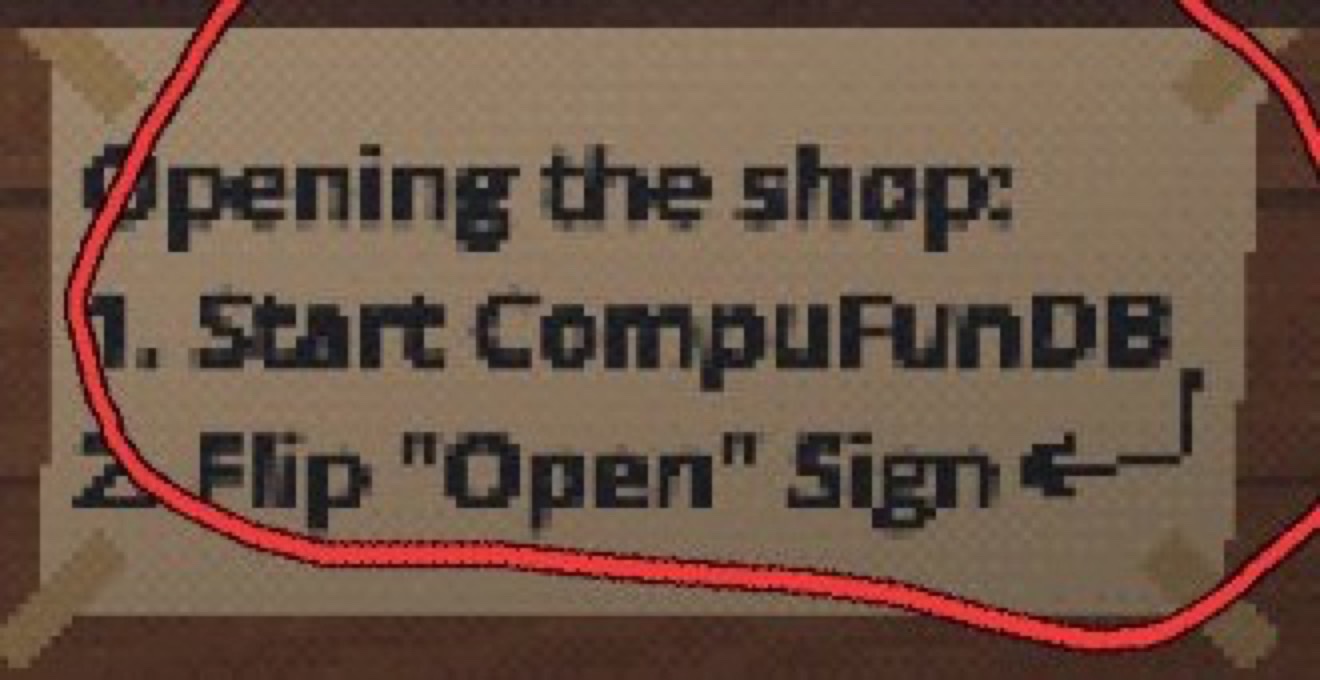 Opening the shop:
1. Start CompuFunDB
2. Flip "Open" Sign